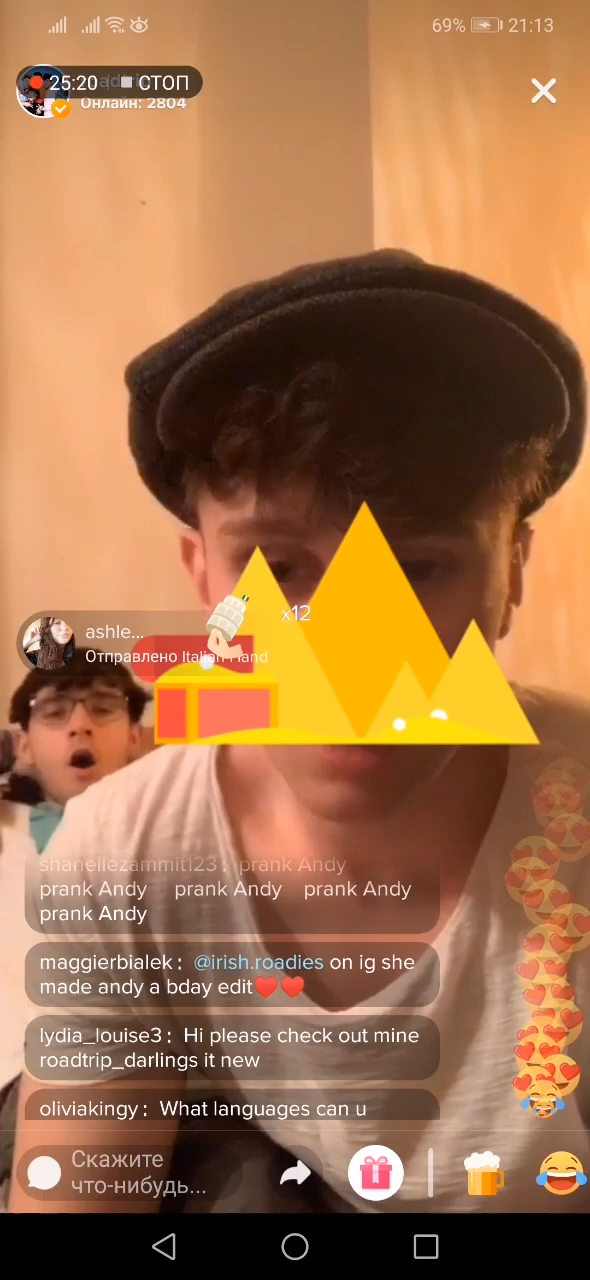 69% 21:13
25:20 СТОП
Онлайн: 2804
x12
ashle...
Отправлено Italian Hand
shanellezammit123 : prank Andy
prank Andy prank Andy prank Andy
prank Andy
maggierbialek : @irish.roadies on ig she
made andy a bday edit❤️❤️
lydia_louise3 : Hi please check out mine
roadtrip_darlings it new
oliviakingy : What languages can u
Скажите
что-нибудь...